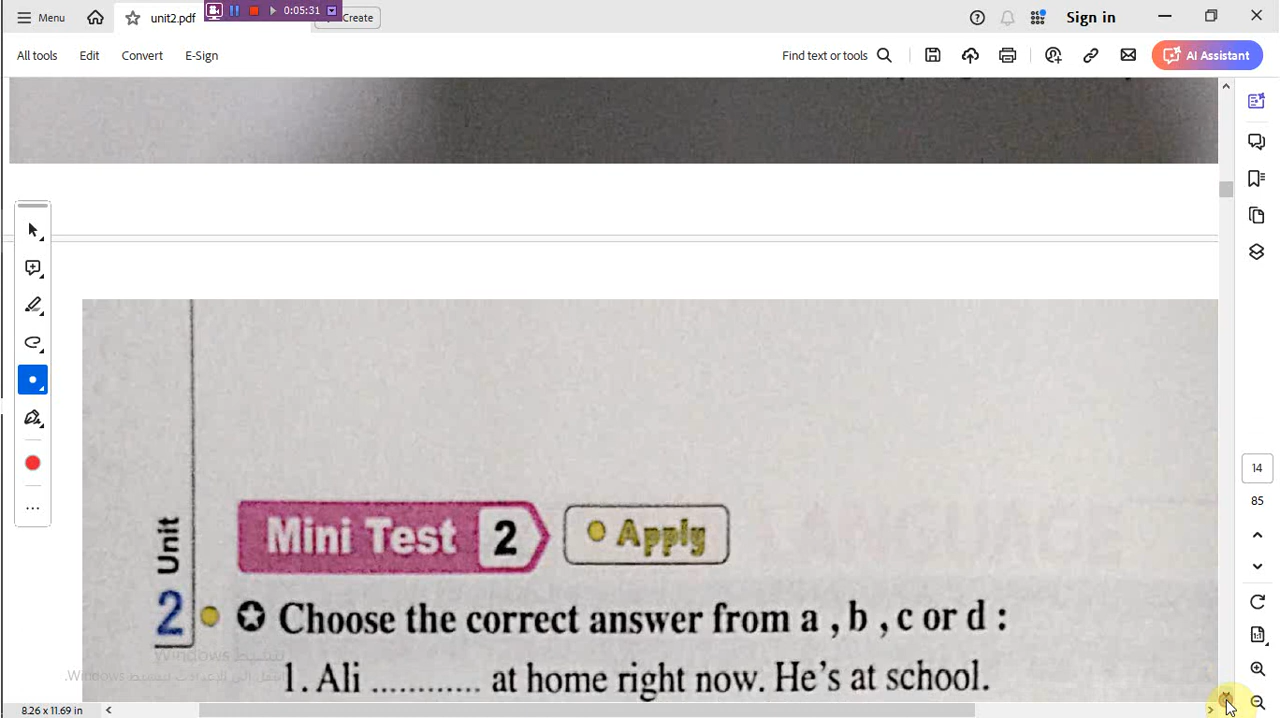 Menu
unit2.pdf
0:05:31
Create
Sign in
All tools
Edit
Convert
E-Sign
Find text or tools
AI Assistant
14
85
Mini Test 2
Apply
Unit
2
Choose the correct answer from a , b , c or d :
تنشيط Windows
1. Ali ............ at home right now. He's at school.
8.26 x 11.69 in